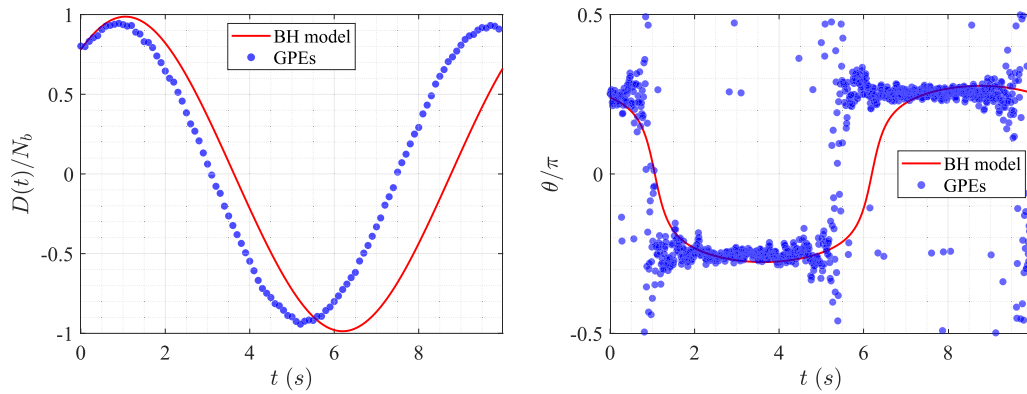 1
0.5
0
-0.5
-1
D(t)/N_b
0 2 4 6 8
t (s)
BH model
GPEs
0.5
0
-0.5
θ/π
0 2 4 6 8
t (s)
BH model
GPEs